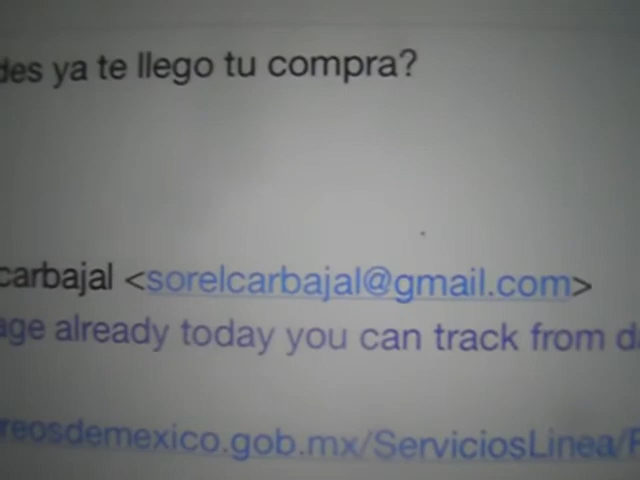 des ya te llego tu compra?
carbajal <sorelcarbajal@gmail.com>
age already today you can track from d
reosdemexico.gob.mx/ServiciosLinea/